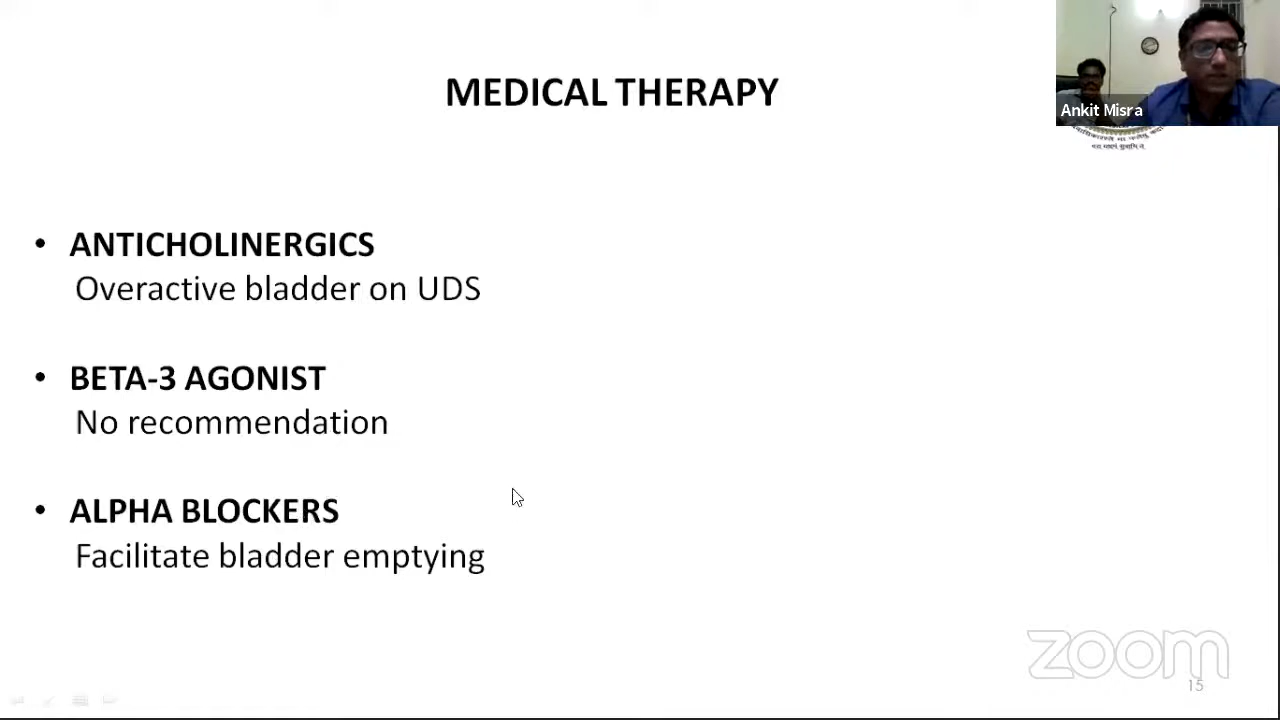 MEDICAL THERAPY
Ankit Misra
• ANTICHOLINERGICS
Overactive bladder on UDS
• BETA-3 AGONIST
No recommendation
• ALPHA BLOCKERS
Facilitate bladder emptying
zoom
15